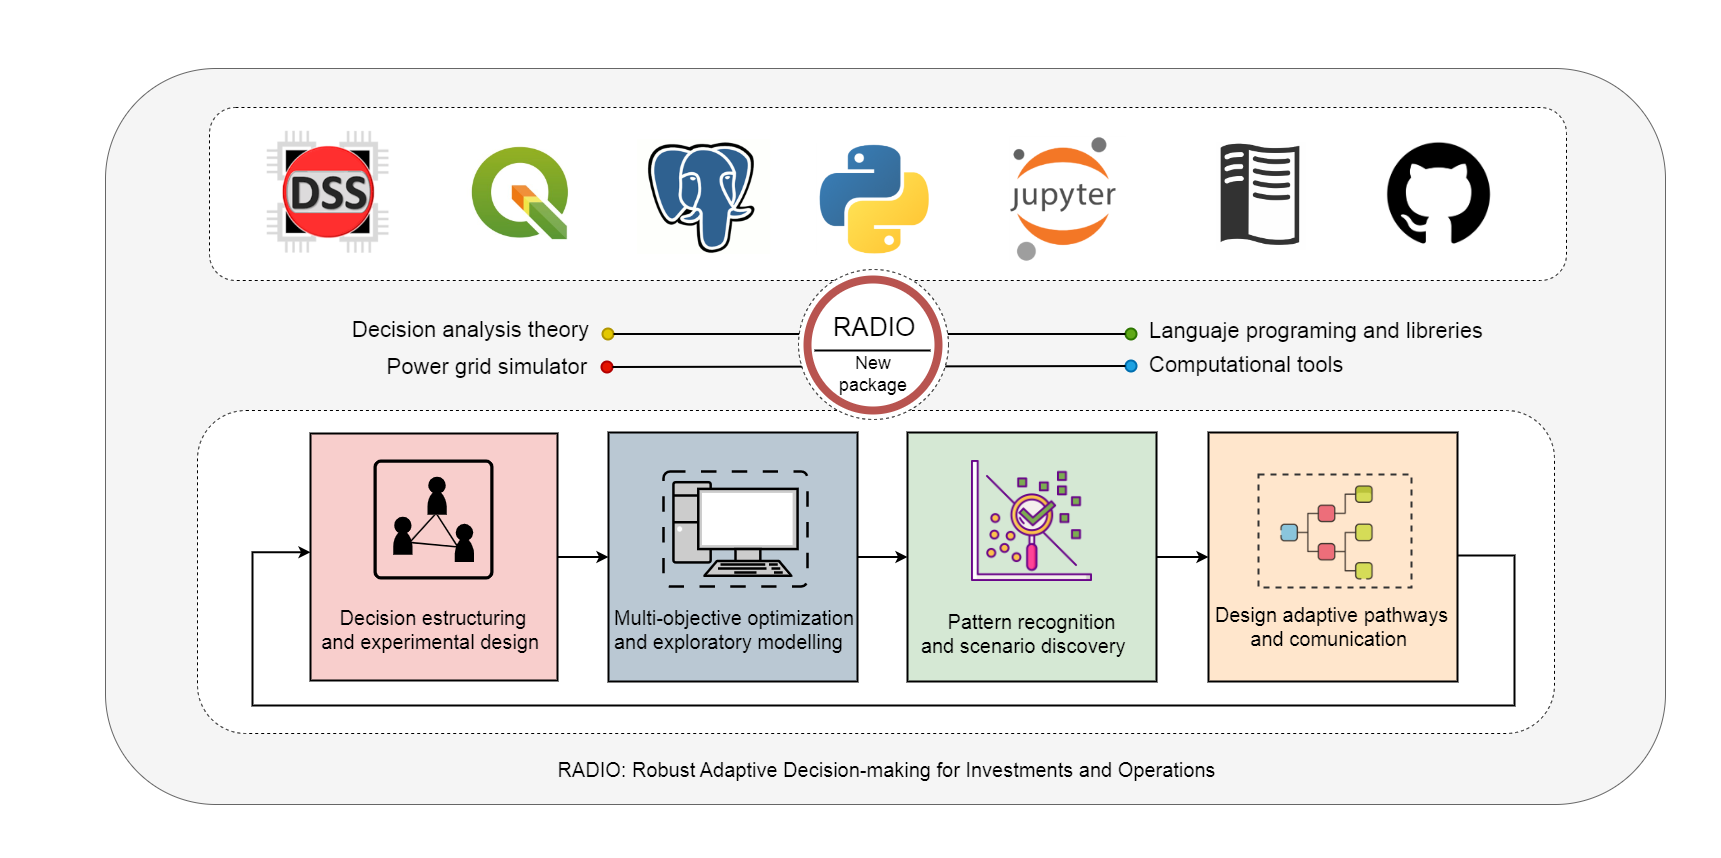 DSS
jupyter
Decision analysis theory
Power grid simulator
RADIO
New
package
Languaje programing and libreries
Computational tools
Decision estructuring
and experimental design
Multi-objective optimization
and exploratory modelling
Pattern recognition
and scenario discovery
Design adaptive pathways
and comunication
RADIO: Robust Adaptive Decision-making for Investments and Operations